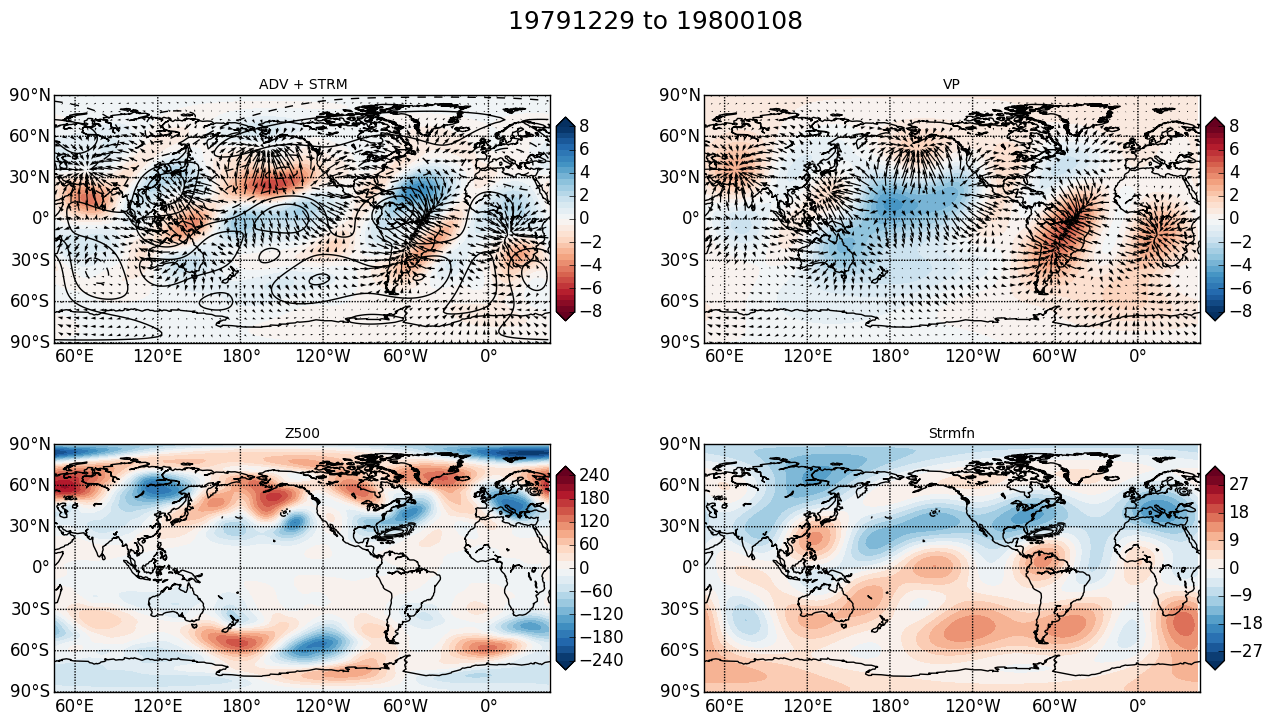 19791229 to 19800108
ADV + STRM
90°N
60°N
30°N
0°
30°S
60°S
90°S
60°E 120°E 180° 120°W 60°W 0°
8
6
4
2
0
−2
−4
−6
−8
VP
90°N
60°N
30°N
0°
30°S
60°S
90°S
60°E 120°E 180° 120°W 60°W 0°
8
6
4
2
0
−2
−4
−6
−8
Z500
90°N
60°N
30°N
0°
30°S
60°S
90°S
60°E 120°E 180° 120°W 60°W 0°
240
180
120
60
0
−60
−120
−180
−240
Strmfn
90°N
60°N
30°N
0°
30°S
60°S
90°S
60°E 120°E 180° 120°W 60°W 0°
27
18
9
0
−9
−18
−27